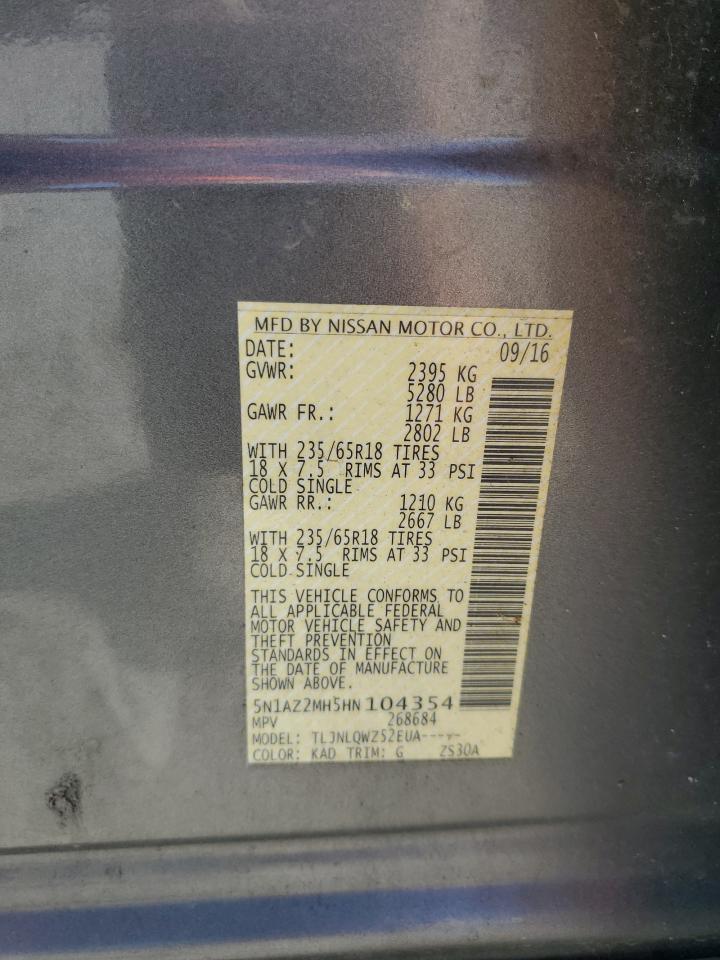 MFD BY NISSAN MOTOR CO., LTD.
DATE: 09/16
GVWR: 2395 KG
5280 LB
GAWR FR.: 1271 KG
2802 LB
WITH 235/65R18 TIRES
18 X 7.5 RIMS AT 33 PSI
COLD SINGLE
GAWR RR.: 1210 KG
2667 LB
WITH 235/65R18 TIRES
18 X 7.5 RIMS AT 33 PSI
COLD SINGLE
THIS VEHICLE CONFORMS TO
ALL APPLICABLE FEDERAL
MOTOR VEHICLE SAFETY AND
THEFT PREVENTION
STANDARDS IN EFFECT ON
THE DATE OF MANUFACTURE
SHOWN ABOVE.
5N1AZ2MH5HN104354
MPV 268684
MODEL: TLJNLQWZ52EUA-----
COLOR: KAD TRIM: G ZS30A